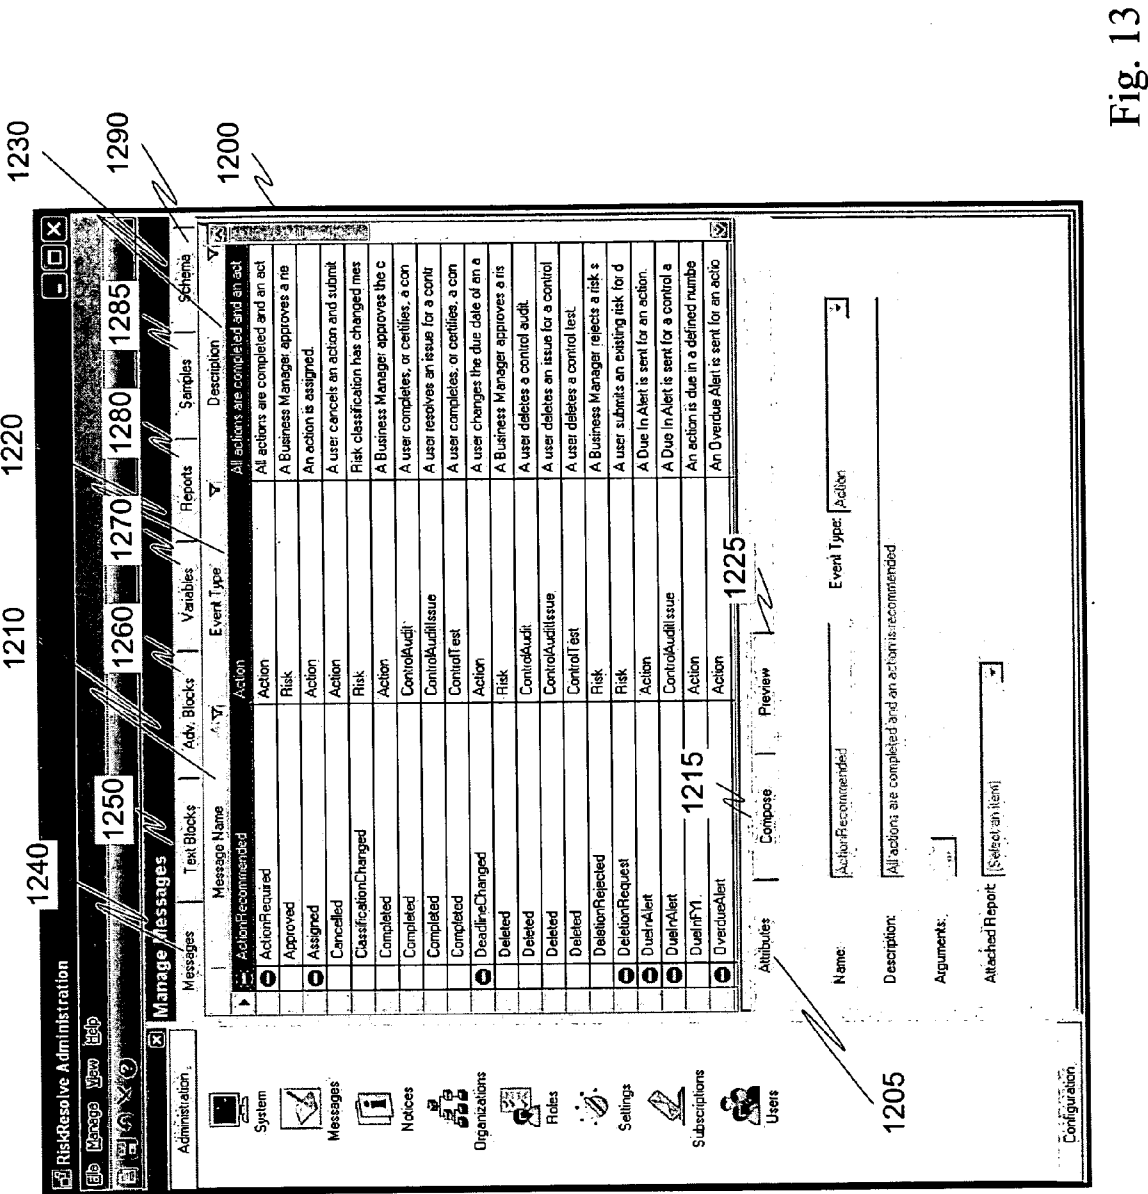 1240
1210
1220
1230
1290
1200
1250
1260
1270
1280
1285
RiskResolve Administration
File Manage View Help
Administration
System
Messages
Notices
Organizations
Roles
Settings
Subscriptions
Users
Configuration
Manage Messages
Messages Text Blocks Adv. Blocks Variables Reports Samples Schema
Message Name Event Type Description
ActionRecommended Action All actions are completed and an act
ActionRequired Action All actions are completed and an act
Approved Risk A Business Manager approves a ne
Assigned Action An action is assigned.
Cancelled Action A user cancels an action and submit
ClassificationChanged Risk Risk classification has changed mes
Completed Action A Business Manager approves the c
Completed ControlAudit A user completes, or certifies, a con
Completed ControlAuditIssue A user resolves an issue for a contr
Completed ControlTest A user completes, or certifies, a con
DeadlineChanged Action A user changes the due date of an a
Deleted Risk A Business Manager approves a ris
Deleted ControlAudit A user deletes a control audit.
Deleted ControlAuditIssue A user deletes an issue for a control
Deleted ControlTest A user deletes a control test.
DeletionRejected Risk A Business Manager rejects a risk s
DeletionRequest Risk A user submits an existing risk for d
DueInAlert Action A Due In Alert is sent for an action.
DueInAlert ControlAuditIssue A Due In Alert is sent for a control a
DueInFYI Action An action is due in a defined numbe
OverdueAlert Action An Overdue Alert is sent for an actio
1205
1215
1225
Attributes Compose Preview
Name: ActionRecommended Event Type: Action
Description: All actions are completed and an action is recommended
Arguments: ...
Attached Report: (Select an item)
Fig. 13